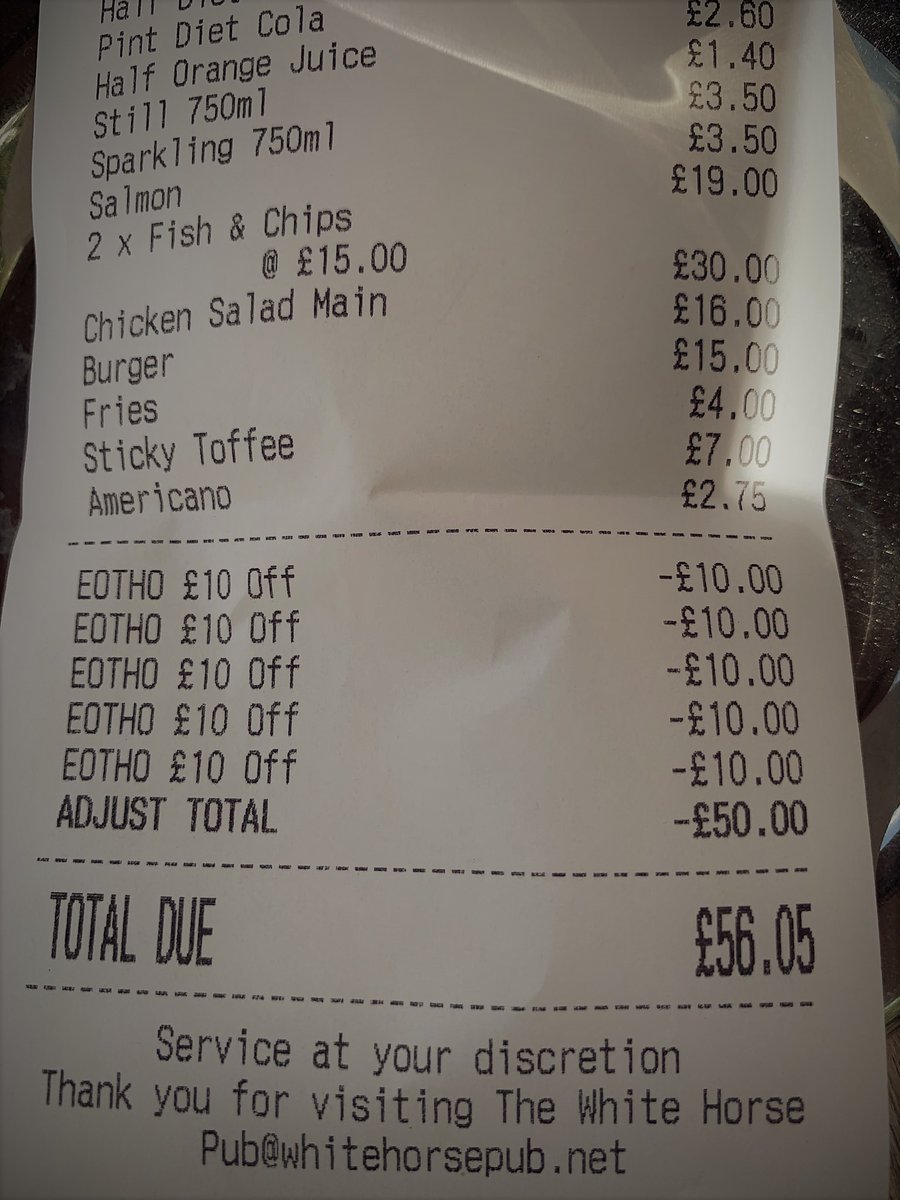 Half
Pint Diet Cola £2.60
Half Orange Juice £1.40
Still 750ml £3.50
Sparkling 750ml £3.50
Salmon £19.00
2 x Fish & Chips
@ £15.00 £30.00
Chicken Salad Main £16.00
Burger £15.00
Fries £4.00
Sticky Toffee £7.00
Americano £2.75
EOTHO £10 Off -£10.00
EOTHO £10 Off -£10.00
EOTHO £10 Off -£10.00
EOTHO £10 Off -£10.00
EOTHO £10 Off -£10.00
ADJUST TOTAL -£50.00
TOTAL DUE £56.05
Service at your discretion
Thank you for visiting The White Horse
Pub@whitehorsepub.net